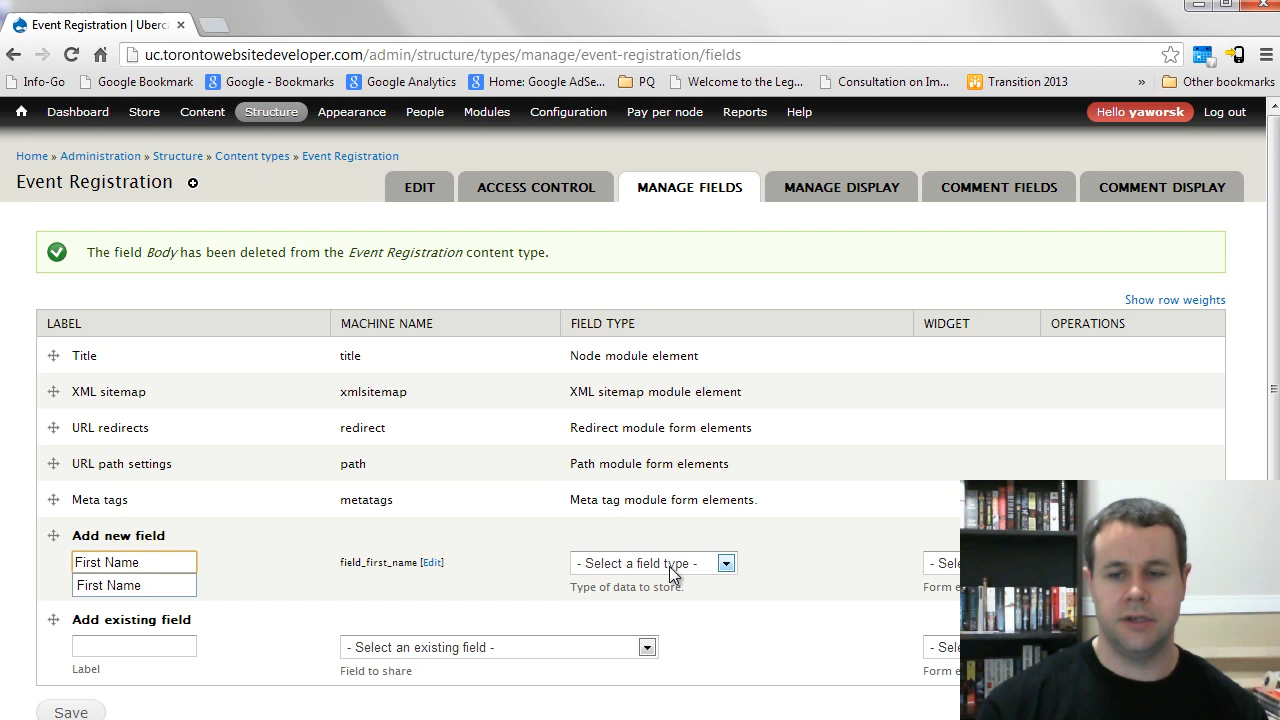 Event Registration | Uberc
uc.torontowebsitedeveloper.com/admin/structure/types/manage/event-registration/fields
Info-Go Google Bookmark Google - Bookmarks Google Analytics Home: Google AdSe... PQ Welcome to the Leg... Consultation on Im... Transition 2013 » Other bookmarks
Dashboard Store Content Structure Appearance People Modules Configuration Pay per node Reports Help Hello yaworsk Log out
Home » Administration » Structure » Content types » Event Registration
Event Registration EDIT ACCESS CONTROL MANAGE FIELDS MANAGE DISPLAY COMMENT FIELDS COMMENT DISPLAY
The field Body has been deleted from the Event Registration content type.
Show row weights
LABEL MACHINE NAME FIELD TYPE WIDGET OPERATIONS
Title title Node module element
XML sitemap xmlsitemap XML sitemap module element
URL redirects redirect Redirect module form elements
URL path settings path Path module form elements
Meta tags metatags Meta tag module form elements.
Add new field
First Name field_first_name [Edit] - Select a field type - - Sel
First Name Type of data to store. Form e
Add existing field
- Select an existing field - - Sel
Label Field to share Form e
Save